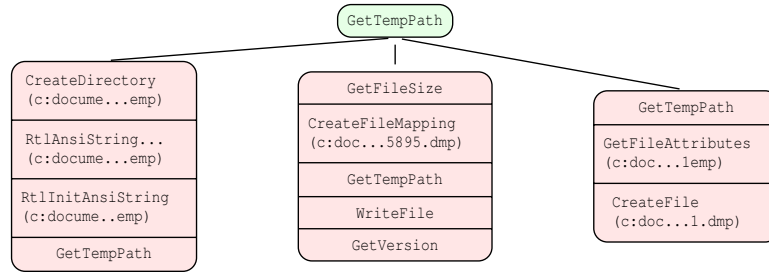 GetTempPath
CreateDirectory
(c:docume...emp)
RtlAnsiString...
(c:docume...emp)
RtlInitAnsiString
(c:docume..emp)
GetTempPath
GetFileSize
CreateFileMapping
(c:doc...5895.dmp)
GetTempPath
WriteFile
GetVersion
GetTempPath
GetFileAttributes
(c:doc...1emp)
CreateFile
(c:doc...1.dmp)